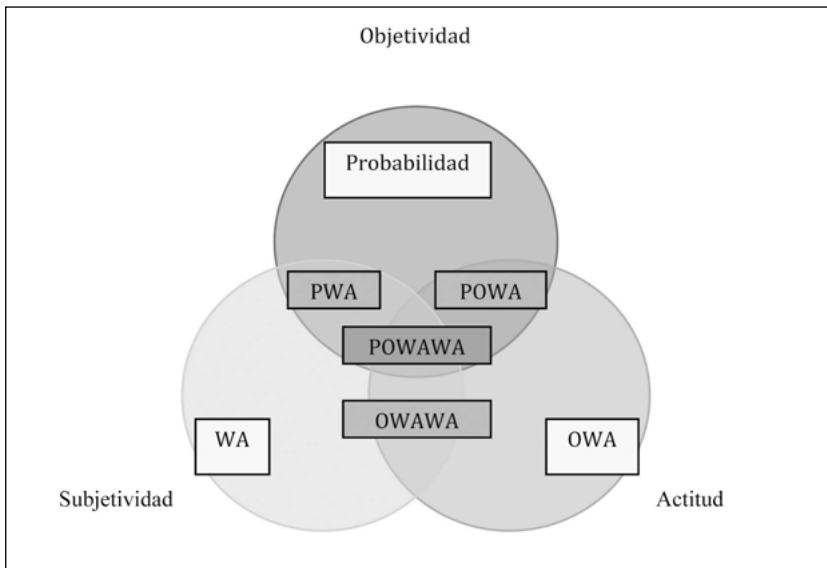 Objetividad
Probabilidad
PWA
POWA
POWAWA
OWAWA
WA
OWA
Subjetividad
Actitud